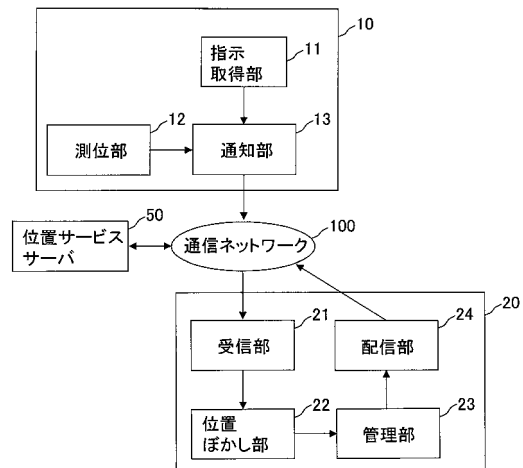 10
指示
取得部
11
測位部
12
通知部
13
位置サービス
サーバ
50
通信ネットワーク
100
20
受信部
21
配信部
24
位置
ぼかし部
22
管理部
23